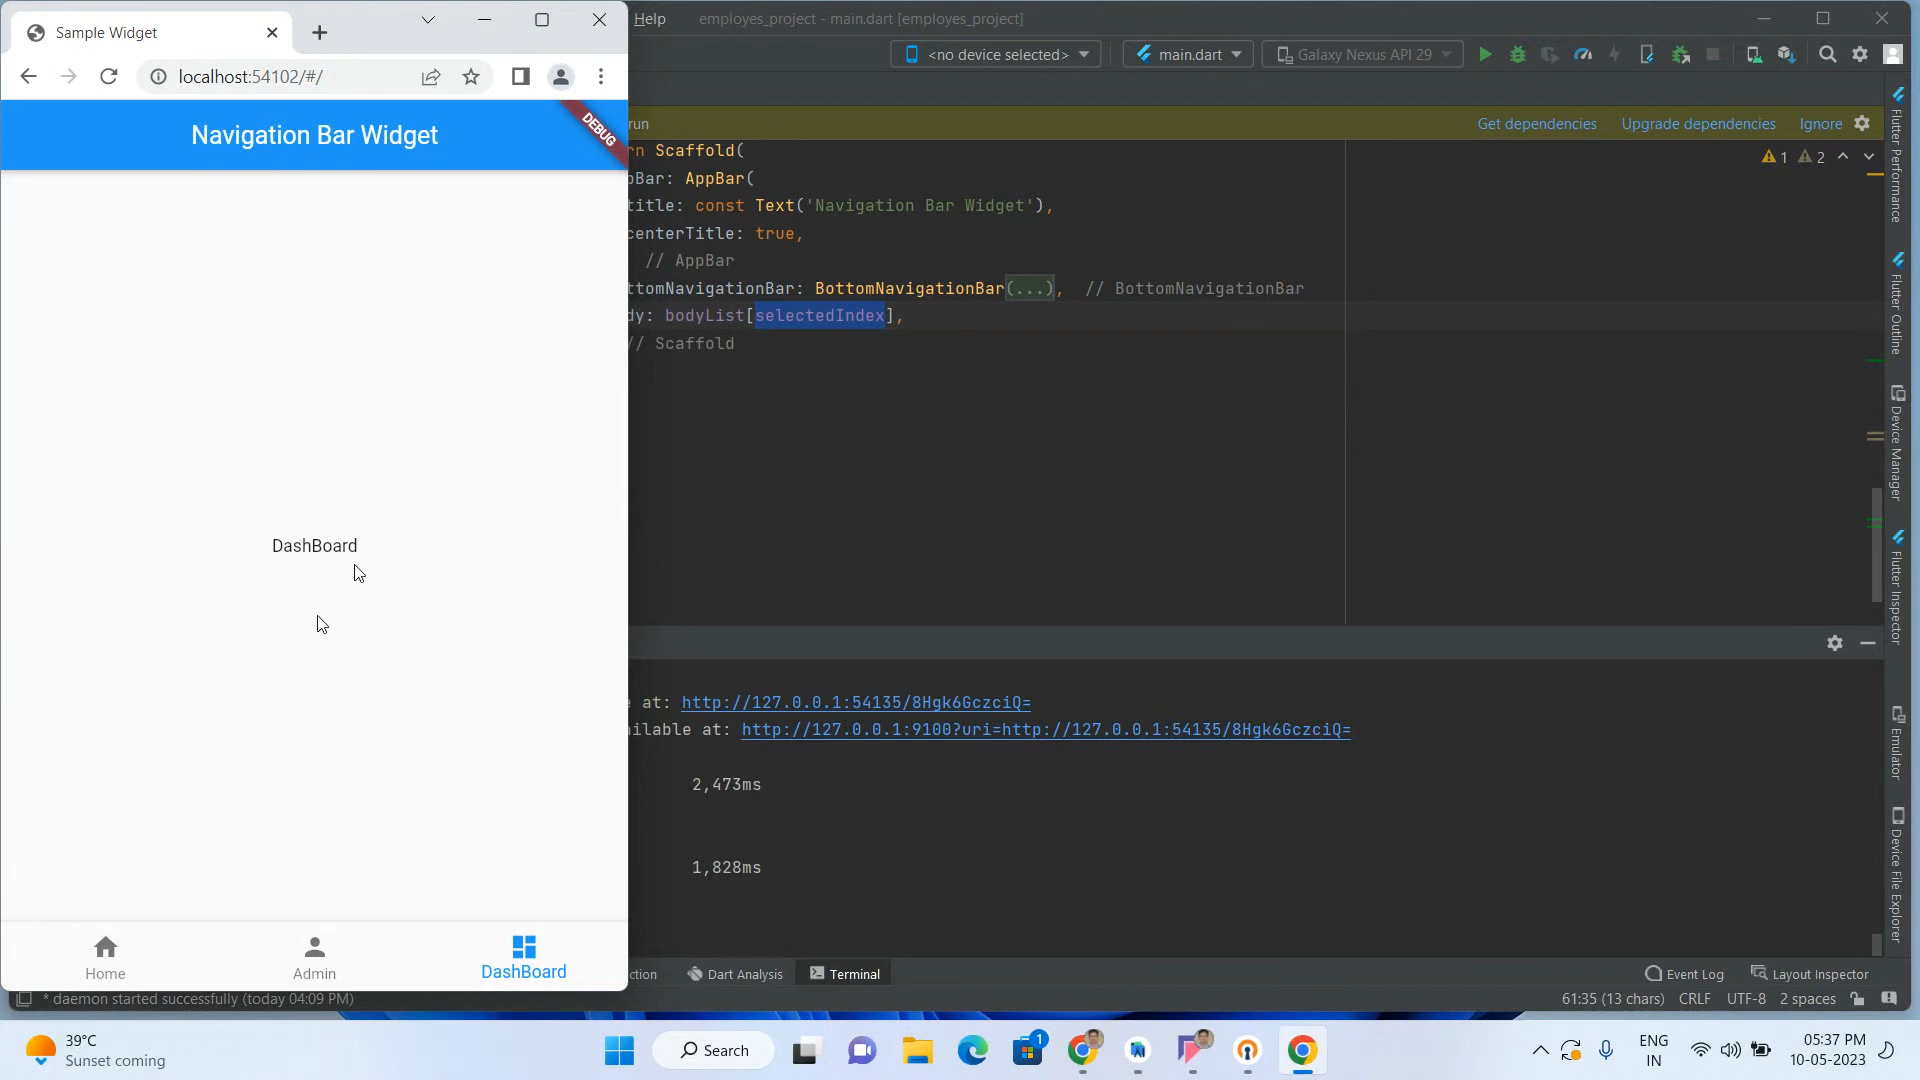 Sample Widget
Help
employes_project - main.dart [employes_project]
<no device selected>
main.dart
Galaxy Nexus API 29
localhost:54102/#/
Navigation Bar Widget
DEBUG
run
Get dependencies
Upgrade dependencies
Ignore
rn Scaffold(
1
2
pBar: AppBar(
title: const Text('Navigation Bar Widget'),
centerTitle: true,
// AppBar
ttomNavigationBar: BottomNavigationBar(...), // BottomNavigationBar
dy: bodyList[selectedIndex],
// Scaffold
Flutter Performance
Flutter Outline
Device Manager
Flutter Inspector
Emulator
Device File Explorer
DashBoard
e at: http://127.0.0.1:54135/8Hgk6GczciQ=
ailable at: http://127.0.0.1:9100?uri=http://127.0.0.1:54135/8Hgk6GczciQ=
2,473ms
1,828ms
Home
Admin
DashBoard
ction
Dart Analysis
Terminal
Event Log
Layout Inspector
* daemon started successfully (today 04:09 PM)
61:35 (13 chars)
CRLF
UTF-8
2 spaces
39°C
Sunset coming
Search
1
ENG
IN
05:37 PM
10-05-2023